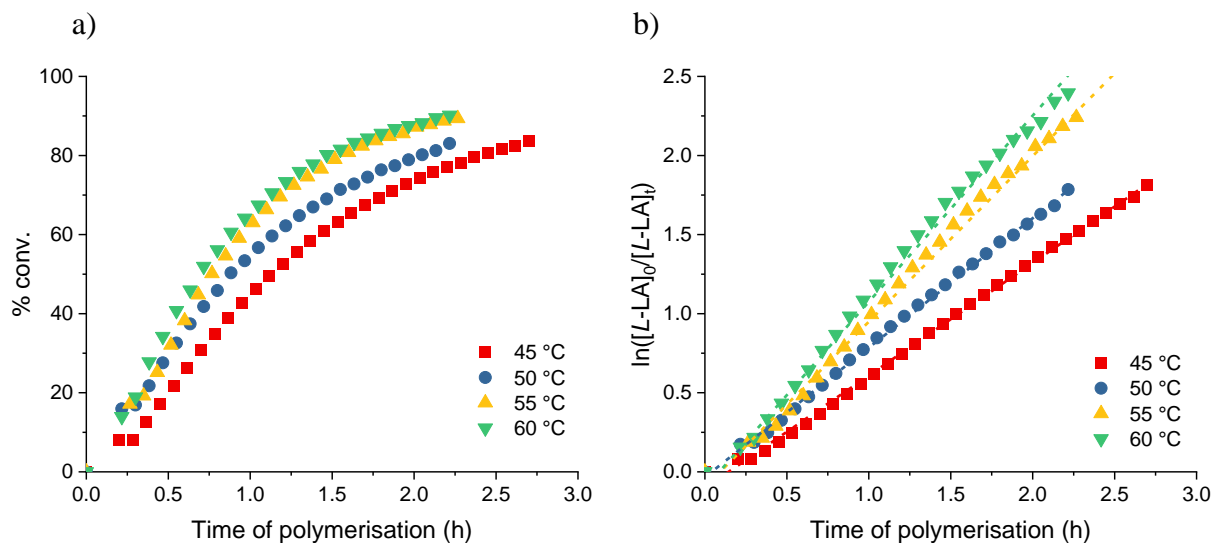 a)
100
80
60
40
20
0
% conv.
0.0 0.5 1.0 1.5 2.0 2.5 3.0
Time of polymerisation (h)
45 °C
50 °C
55 °C
60 °C
b)
2.5
2.0
1.5
1.0
0.5
0.0
ln([L-LA]₀/[L-LA]ₜ)
0.0 0.5 1.0 1.5 2.0 2.5 3.0
Time of polymerisation (h)
45 °C
50 °C
55 °C
60 °C